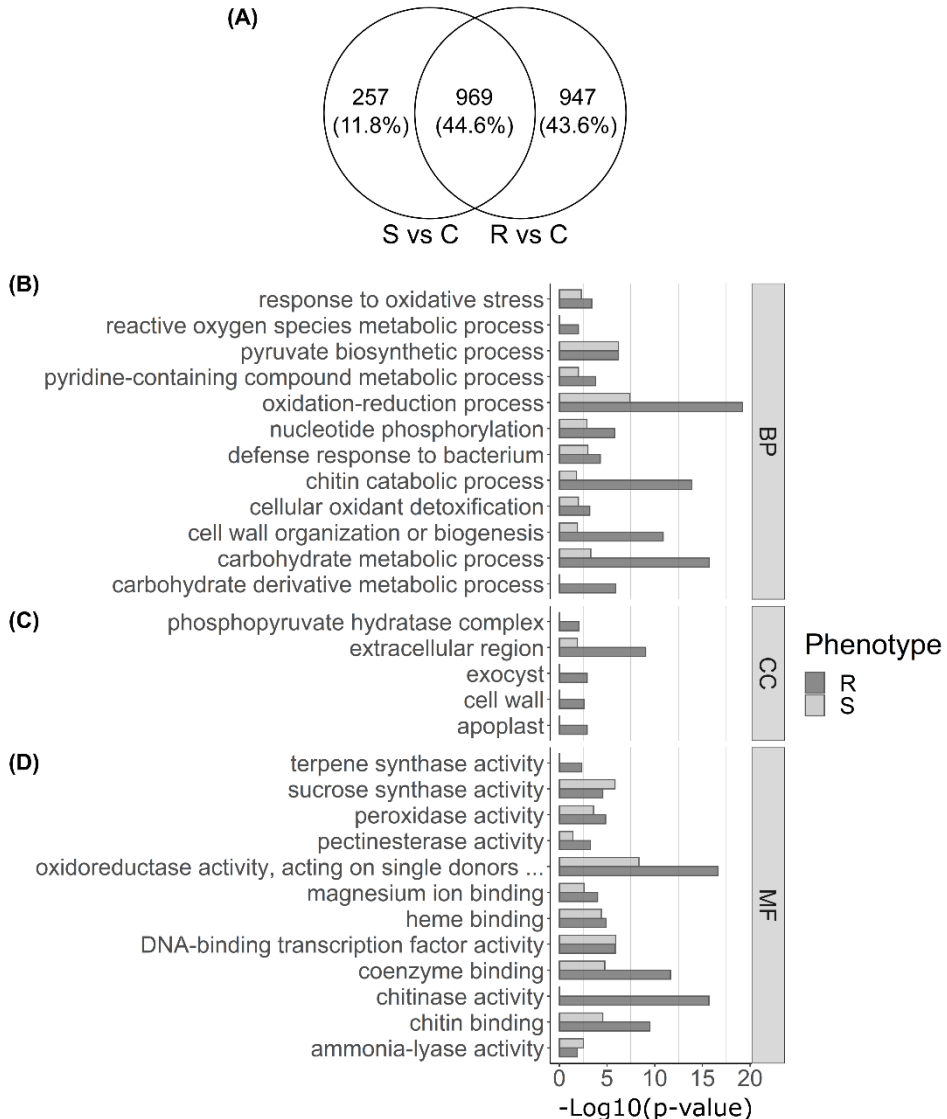 (A)
257
(11.8%)
969
(44.6%)
947
(43.6%)
S vs C
R vs C
(B)
response to oxidative stress
reactive oxygen species metabolic process
pyruvate biosynthetic process
pyridine-containing compound metabolic process
oxidation-reduction process
nucleotide phosphorylation
defense response to bacterium
chitin catabolic process
cellular oxidant detoxification
cell wall organization or biogenesis
carbohydrate metabolic process
carbohydrate derivative metabolic process
BP
(C)
phosphopyruvate hydratase complex
extracellular region
exocyst
cell wall
apoplast
CC
Phenotype
R
S
(D)
terpene synthase activity
sucrose synthase activity
peroxidase activity
pectinesterase activity
oxidoreductase activity, acting on single donors ...
magnesium ion binding
heme binding
DNA-binding transcription factor activity
coenzyme binding
chitinase activity
chitin binding
ammonia-lyase activity
MF
0 5 10 15 20
-Log10(p-value)